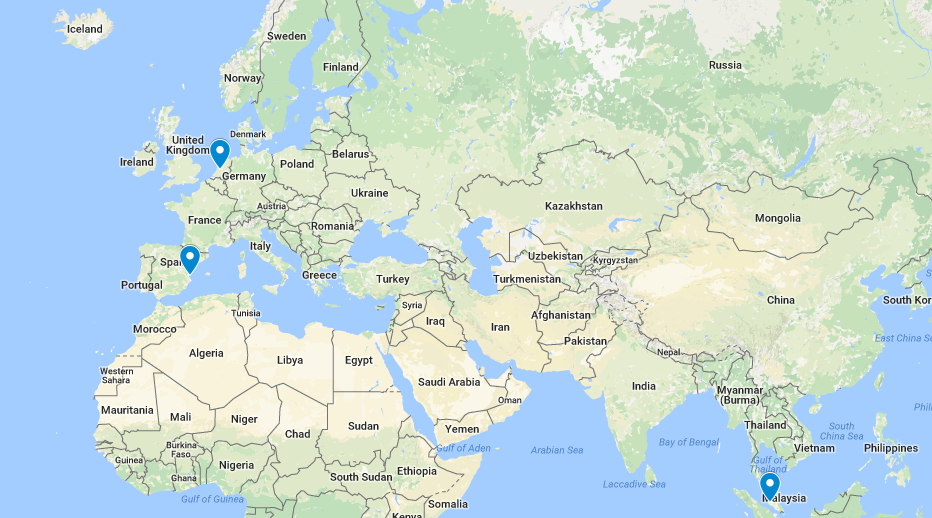 Iceland
Sweden
Finland
Norway
Russia
Denmark
United
Kingdom
Ireland
Belarus
Poland
Germany
Ukraine
Austria
France
Romania
Kazakhstan
Mongolia
Italy
Spa
Portugal
Greece
Turkey
Uzbekistan
Kyrgyzstan
Turkmenistan
China
South Ko
Syria
Tunisia
Iraq
Iran
Afghanistan
Morocco
Pakistan
East China Se
Algeria
Libya
Egypt
Nepal
Western
Sahara
Saudi Arabia
Oman
India
Myanmar
(Burma)
Mauritania
Mali
Niger
Chad
Sudan
Yemen
Thailand
Phili
South
China Sea
Burkina
Faso
Guinea
Ghana
Nigeria
Gulf of Aden
Arabian Sea
Bay of Bengal
Vietnam
Philippines
Gulf of
Thailand
Ethiopia
South Sudan
Laccadive Sea
Gulf of Guinea
Somalia
Kenya
Malaysia